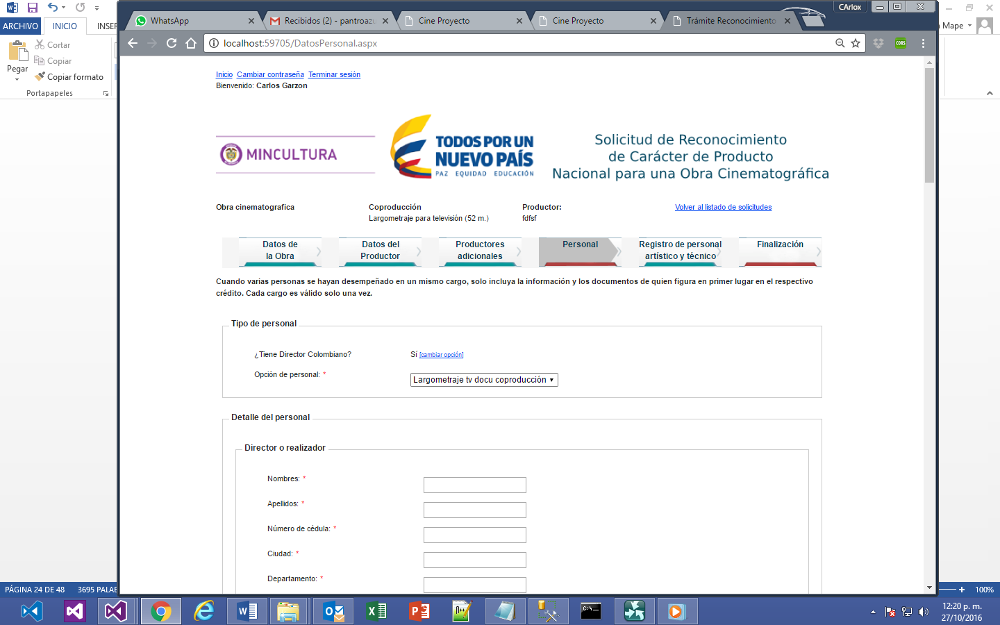 CArlox
WhatsApp
Recibidos (2) - pantroazu
Cine Proyecto
Cine Proyecto
Trámite Reconocimiento
Mape
ARCHIVO
INICIO
INSER
localhost:59705/DatosPersonal.aspx
CORS
Pegar
Cortar
Copiar
Copiar formato
Portapapeles
Inicio Cambiar contraseña Terminar sesión
Bienvenido: Carlos Garzon
MINCULTURA
TODOS POR UN
NUEVO PAÍS
PAZ EQUIDAD EDUCACIÓN
Solicitud de Reconocimiento
de Carácter de Producto
Nacional para una Obra Cinematográfica
Obra cinematografica
Coproducción
Largometraje para televisión (52 m.)
Productor:
fdfsf
Volver al listado de solicitudes
Datos de
la Obra
Datos del
Productor
Productores
adicionales
Personal
Registro de personal
artístico y técnico
Finalización
Cuando varias personas se hayan desempeñado en un mismo cargo, solo incluya la información y los documentos de quien figura en primer lugar en el respectivo
crédito. Cada cargo es válido solo una vez.
Tipo de personal
¿Tiene Director Colombiano?
Sí [cambiar opción]
Opción de personal: *
Largometraje tv docu coproducción
Detalle del personal
Director o realizador
Nombres: *
Apellidos: *
Número de cédula: *
Ciudad: *
Departamento: *
PÁGINA 24 DE 48
3695 PALAB
100%
12:20 p. m.
27/10/2016